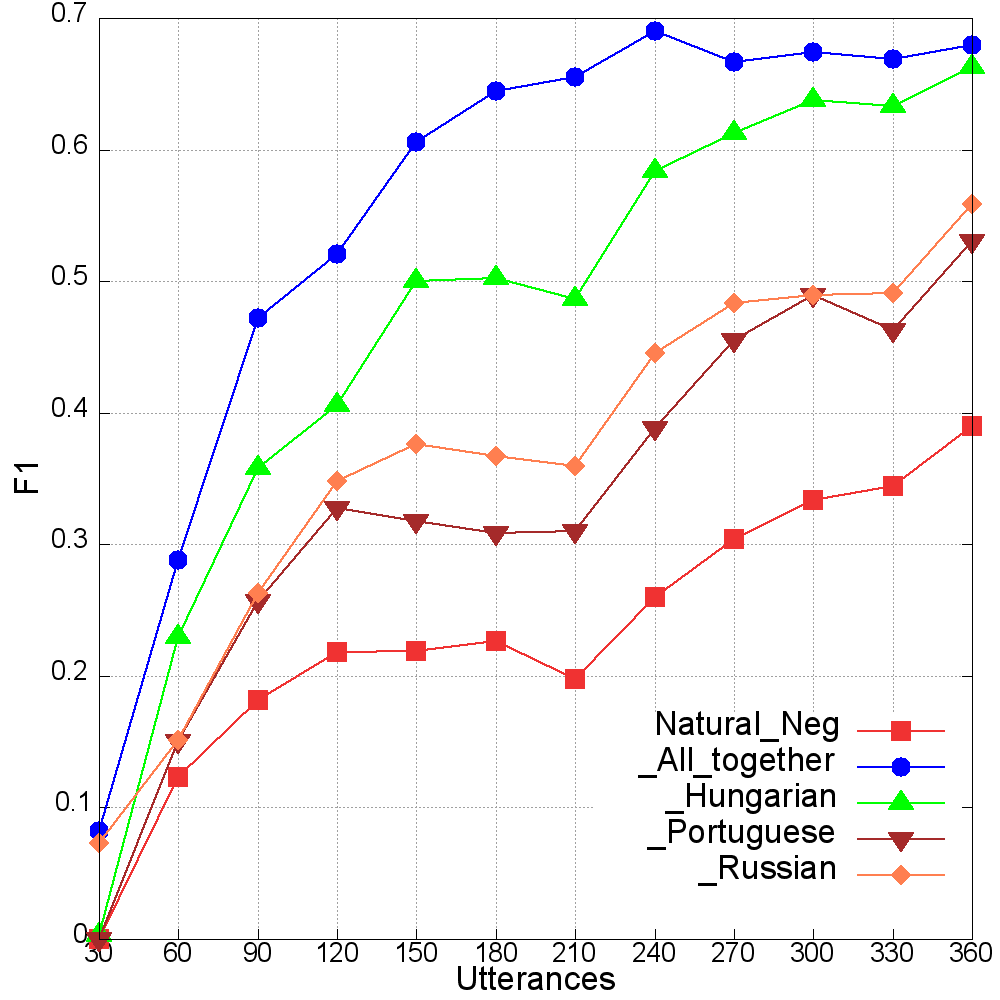 0.7
0.6
0.5
0.4
F1
0.3
0.2
0.1
0
Natural_Neg
_All_together
_Hungarian
_Portuguese
_Russian
30 60 90 120 150 180 210 240 270 300 330 360
Utterances